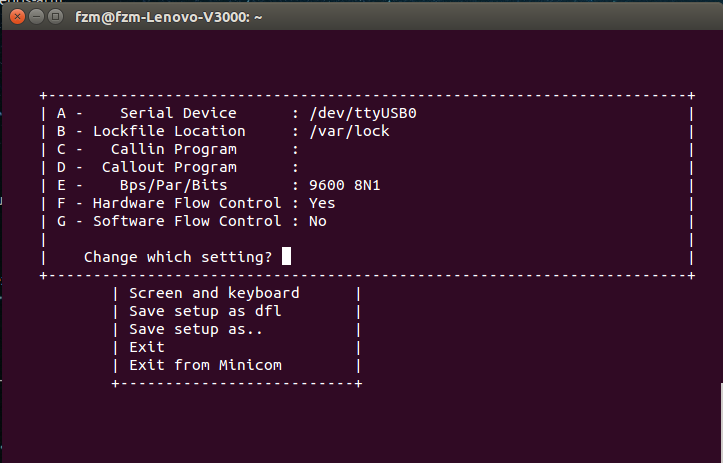 fzm@fzm-Lenovo-V3000: ~
A - Serial Device : /dev/ttyUSB0
B - Lockfile Location : /var/lock
C - Callin Program :
D - Callout Program :
E - Bps/Par/Bits : 9600 8N1
F - Hardware Flow Control : Yes
G - Software Flow Control : No
Change which setting?
Screen and keyboard
Save setup as dfl
Save setup as..
Exit
Exit from Minicom